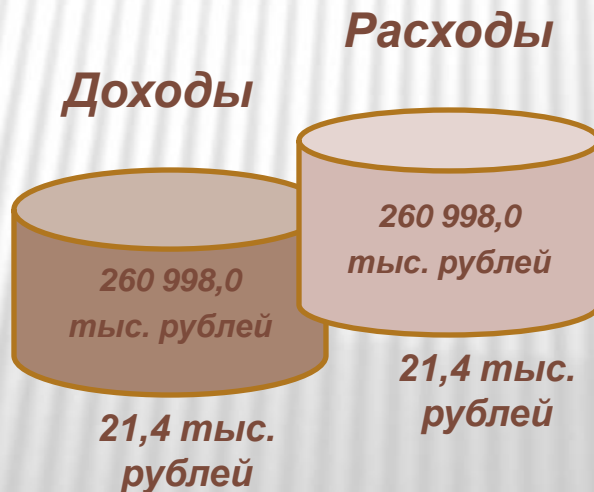 Доходы
260 998,0
тыс. рублей
21,4 тыс.
рублей
Расходы
260 998,0
тыс. рублей
21,4 тыс.
рублей